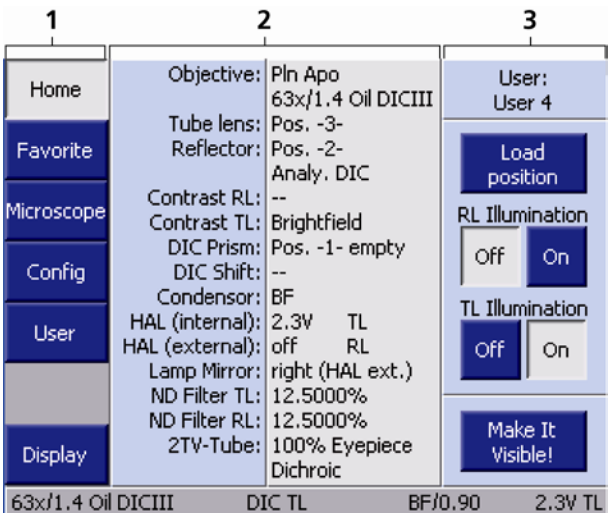 1
2
3
Home
Favorite
Microscope
Config
User
Display
Objective: Pln Apo
63x/1.4 Oil DICIII
Tube lens: Pos. -3-
Reflector: Pos. -2-
Analy. DIC
Contrast RL: --
Contrast TL: Brightfield
DIC Prism: Pos. -1- empty
DIC Shift: --
Condensor: BF
HAL (internal): 2.3V TL
HAL (external): off RL
Lamp Mirror: right (HAL ext.)
ND Filter TL: 12.5000%
ND Filter RL: 12.5000%
2TV-Tube: 100% Eyepiece
Dichroic
User:
User 4
Load
position
RL Illumination
Off On
TL Illumination
Off On
Make It
Visible!
63x/1.4 Oil DICIII DIC TL BF/0.90 2.3V TL